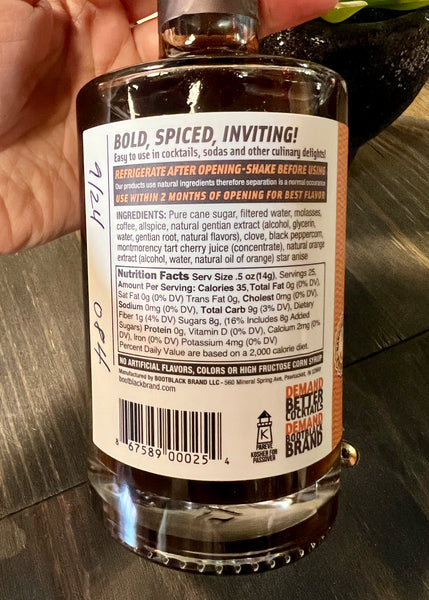 BOLD, SPICED, INVITING!
Easy to use in cocktails, sodas and other culinary delights!
REFRIGERATE AFTER OPENING-SHAKE BEFORE USING
Our products use natural ingredients therefore separation is a normal occurance.
USE WITHIN 2 MONTHS OF OPENING FOR BEST FLAVOR
INGREDIENTS: Pure cane sugar, filtered water, molasses,
coffee, allspice, natural gentian extract (alcohol, glycerin,
water, gentian root, natural flavors), clove, black peppercorn,
montmorency tart cherry juice (concentrate), natural orange
extract (alcohol, water, natural oil of orange) star anise
Nutrition Facts Serv Size .5 oz (14g), Servings 25,
Amount Per Serving: Calories 35, Total Fat 0g (0% DV),
Sat Fat 0g (0% DV) Trans Fat 0g, Cholest 0mg (0% DV),
Sodium 0mg (0% DV), Total Carb 9g (3% DV), Dietary
Fiber 1g (4% DV) Sugars 8g, (16% Includes 8g Added
Sugars) Protein 0g, Vitamin D (0% DV), Calcium 2mg (0%
DV), Iron (0% DV) Potassium 4mg (0% DV)
Percent Daily Value are based on a 2,000 calorie diet.
NO ARTIFICIAL FLAVORS, COLORS OR HIGH FRUCTOSE CORN SYRUP
Manufactured by BOOTBLACK BRAND LLC - 560 Mineral Spring Ave, Pawtucket, RI 02860
bootblackbrand.com
8 67589 00025 4
K
PAREVE
KOSHER FOR
PASSOVER
DEMAND
BETTER
COCKTAILS
DEMAND
BOOTBLACK
BRAND
9/24 084